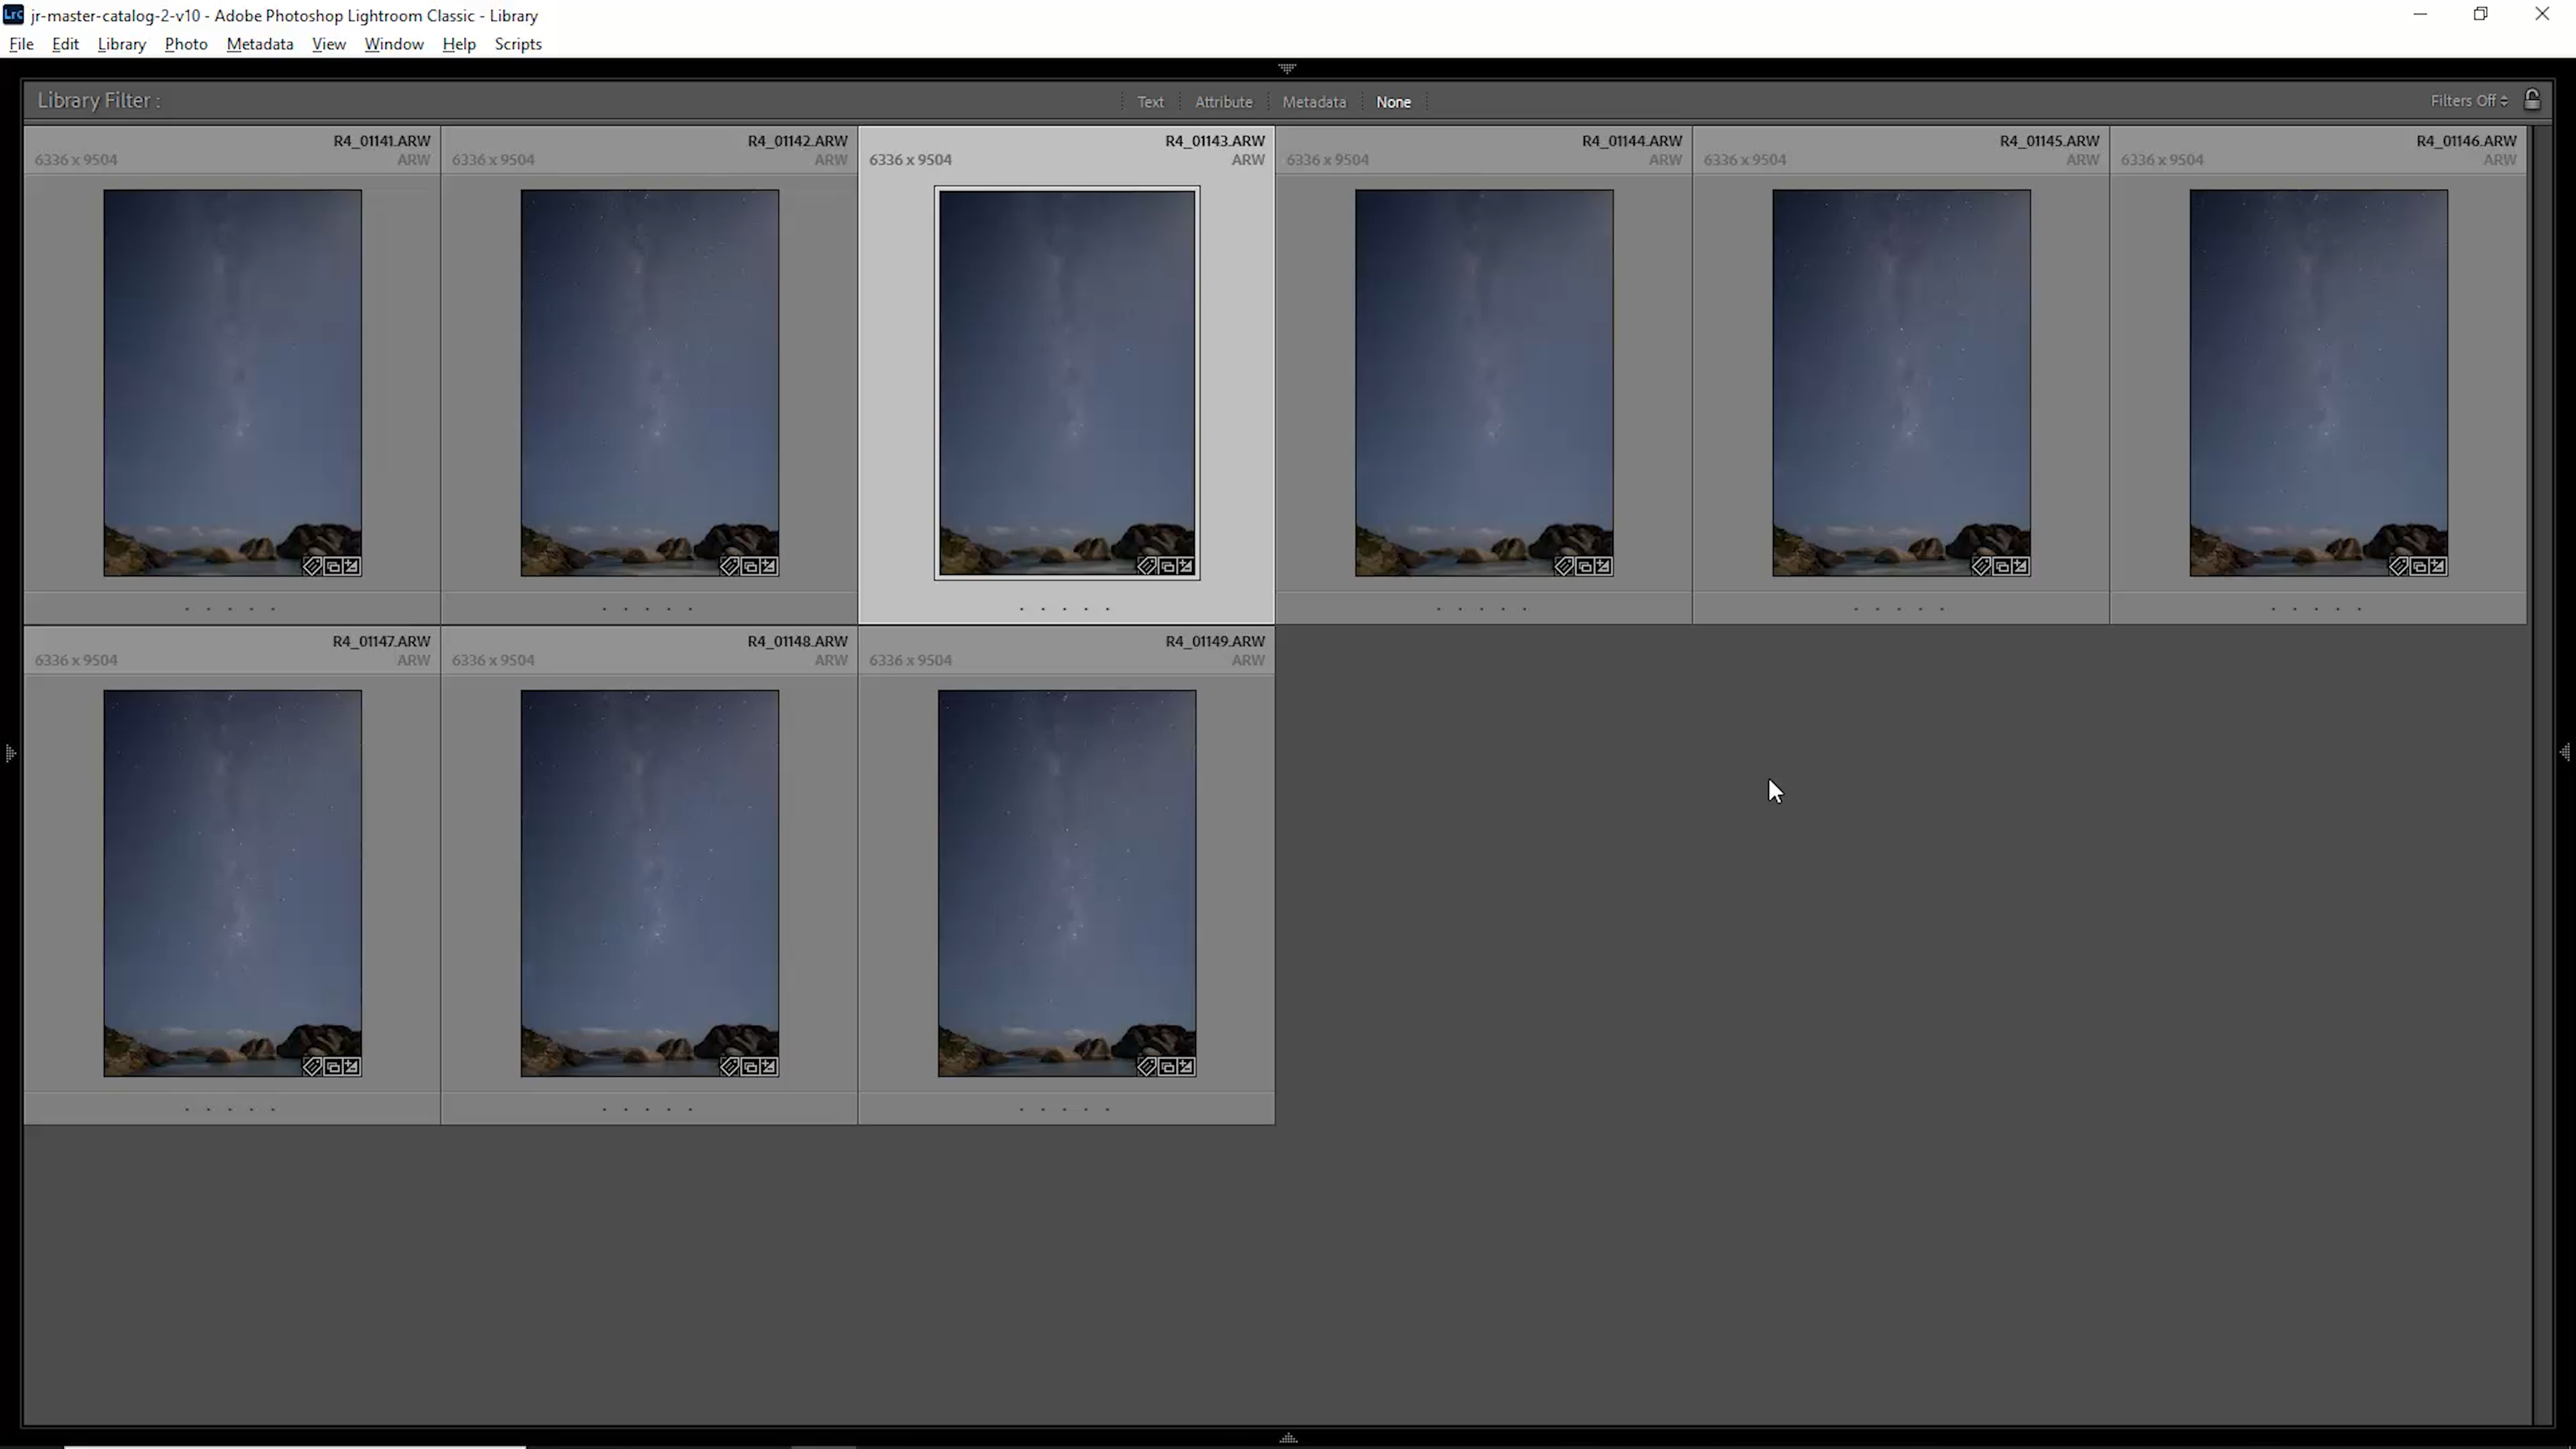 Lrc jr-master-catalog-2-v10 - Adobe Photoshop Lightroom Classic - Library
File Edit Library Photo Metadata View Window Help Scripts
Library Filter : Text Attribute Metadata None Filters Off
R4_01141.ARW R4_01142.ARW R4_01143.ARW R4_01144.ARW R4_01145.ARW R4_01146.ARW
6336 x 9504 ARW 6336 x 9504 ARW 6336 x 9504 ARW 6336 x 9504 ARW 6336 x 9504 ARW 6336 x 9504 ARW
R4_01147.ARW R4_01148.ARW R4_01149.ARW
6336 x 9504 ARW 6336 x 9504 ARW 6336 x 9504 ARW